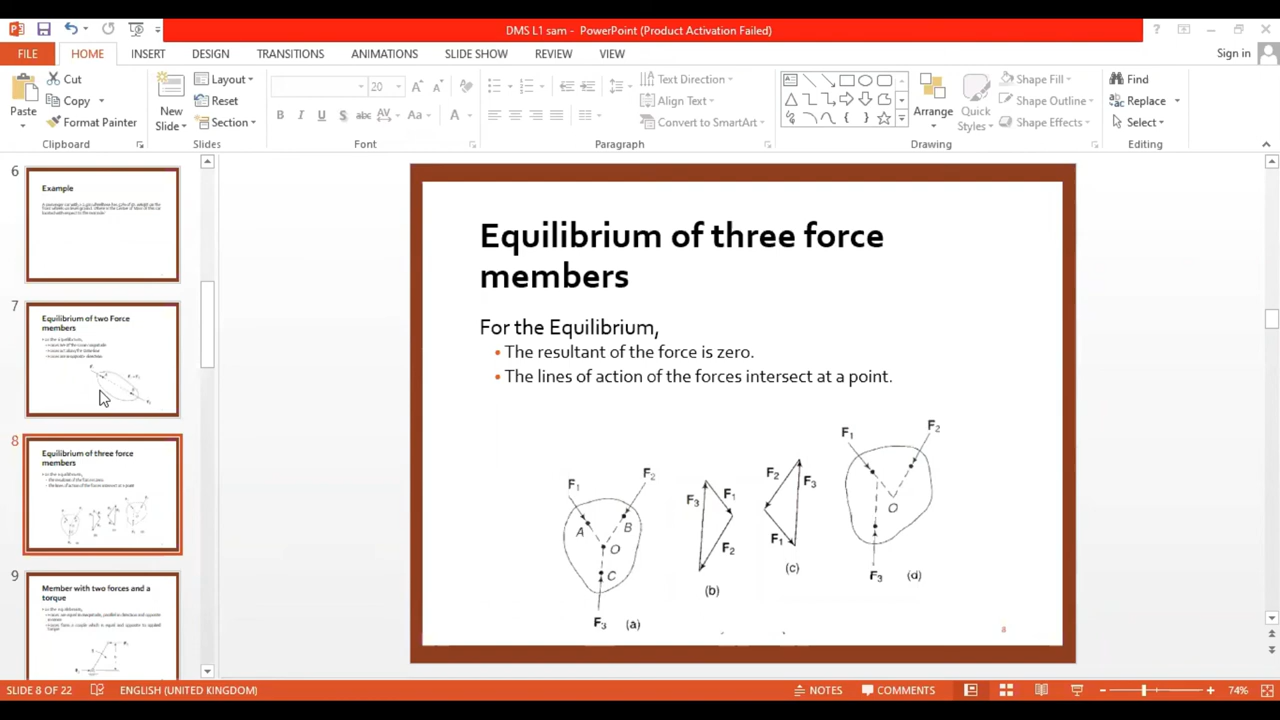 DMS L1 sam - PowerPoint (Product Activation Failed)
FILE HOME INSERT DESIGN TRANSITIONS ANIMATIONS SLIDE SHOW REVIEW VIEW Sign in
Paste
Cut
Copy
Format Painter
Clipboard
New Slide
Layout
Reset
Section
Slides
20
Font
Text Direction
Align Text
Convert to SmartArt
Paragraph
Arrange
Quick Styles
Shape Fill
Shape Outline
Shape Effects
Drawing
Find
Replace
Select
Editing
6
Example
7
Equilibrium of two Force
members
8
Equilibrium of three force
members
9
Member with two forces and a
torque
Equilibrium of three force
members
For the Equilibrium,
• The resultant of the force is zero.
• The lines of action of the forces intersect at a point.
F1 F2 A B O C F3 (a)
F3 F1 F2 (b)
F2 F3 F1 (c)
F1 F2 O F3 (d)
8
SLIDE 8 OF 22 ENGLISH (UNITED KINGDOM) NOTES COMMENTS 74%